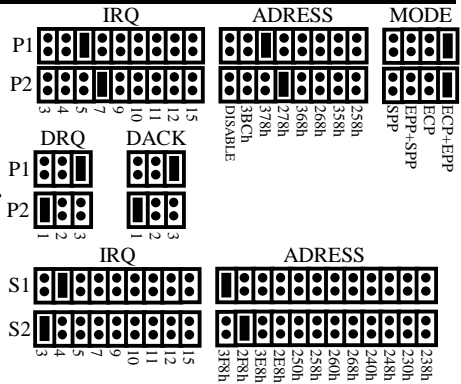 IRQ ADRESS MODE
P1
P2
3 4 5 7 9 10 11 12 15 DISABLE 3BCh 378h 278h 368h 268h 358h 258h SPP EPP+SPP ECP ECP+EPP
DRQ DACK
P1
P2
1 2 3 1 2 3
IRQ ADRESS
S1
S2
3 4 5 7 9 10 11 12 15 3F8h 2F8h 3E8h 2E8h 250h 258h 260h 268h 240h 248h 230h 238h